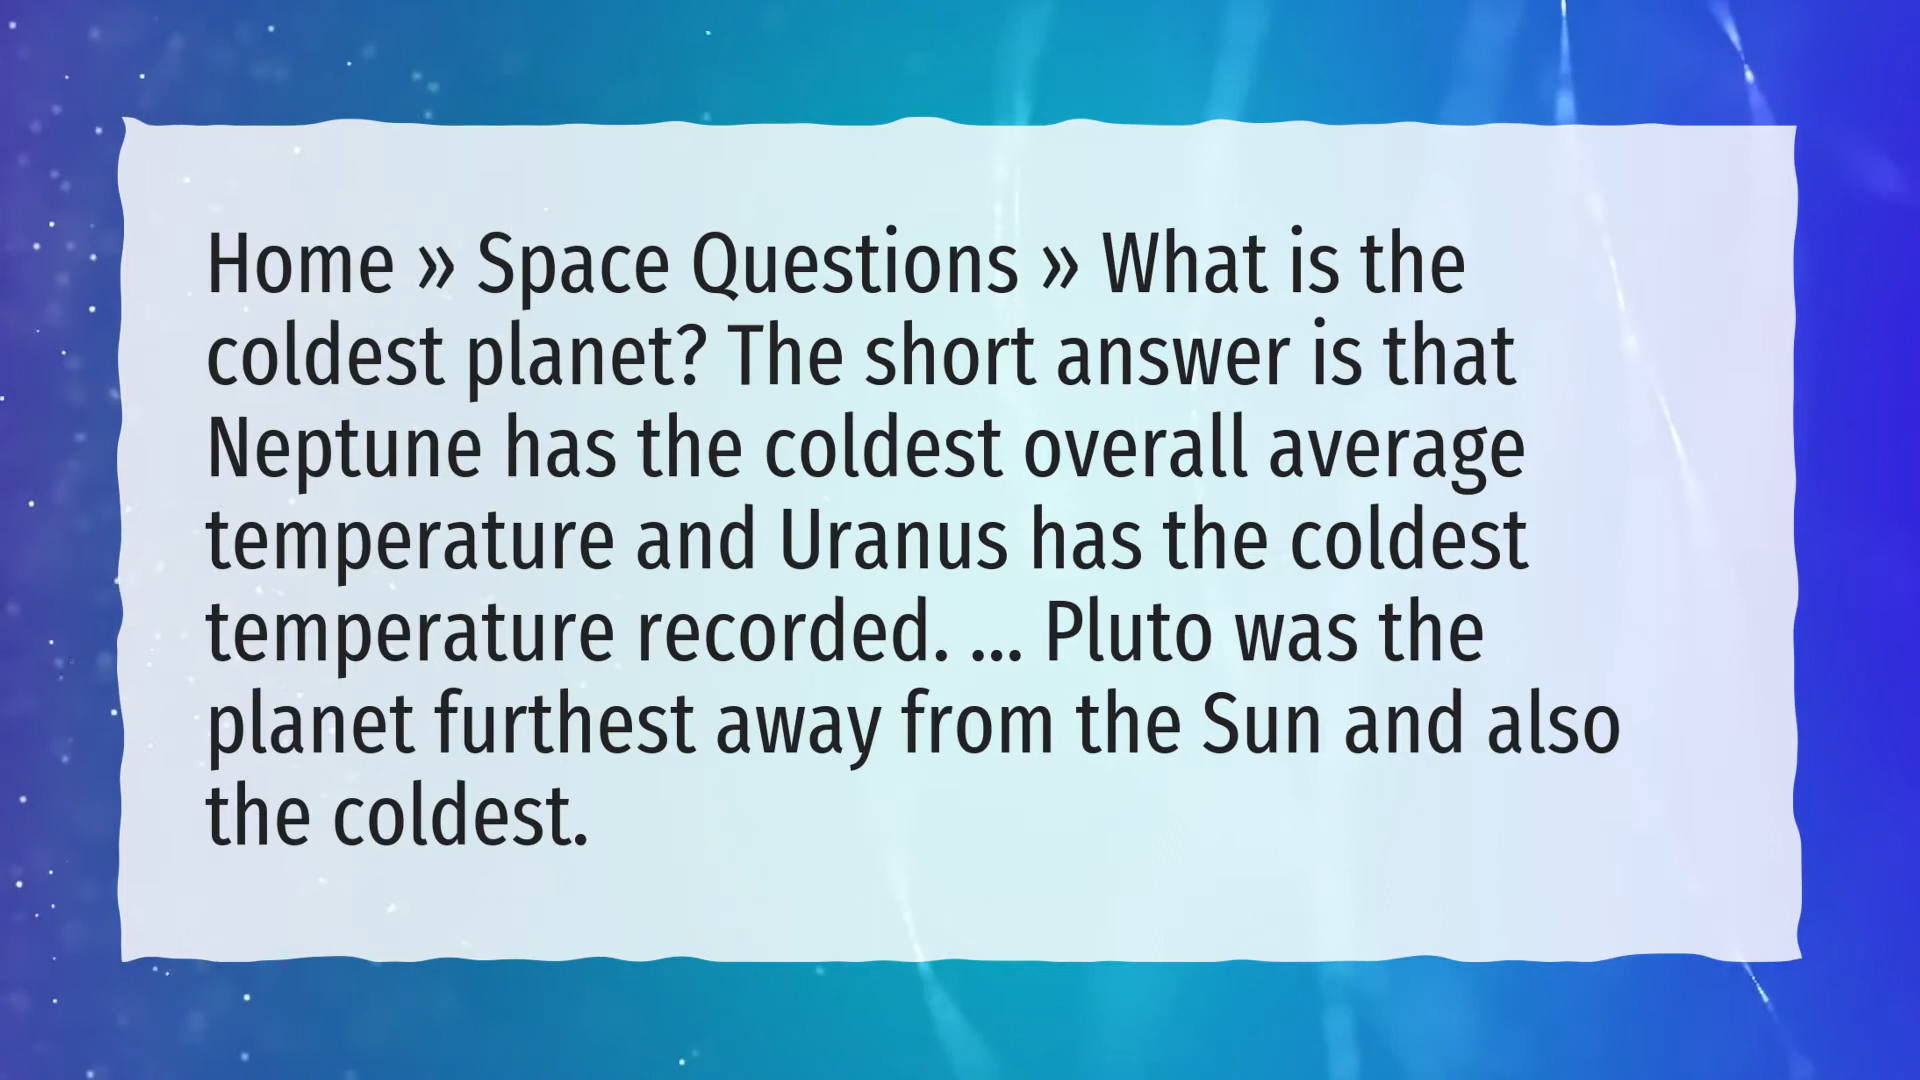 Home » Space Questions » What is the
coldest planet? The short answer is that
Neptune has the coldest overall average
temperature and Uranus has the coldest
temperature recorded. ... Pluto was the
planet furthest away from the Sun and also
the coldest.